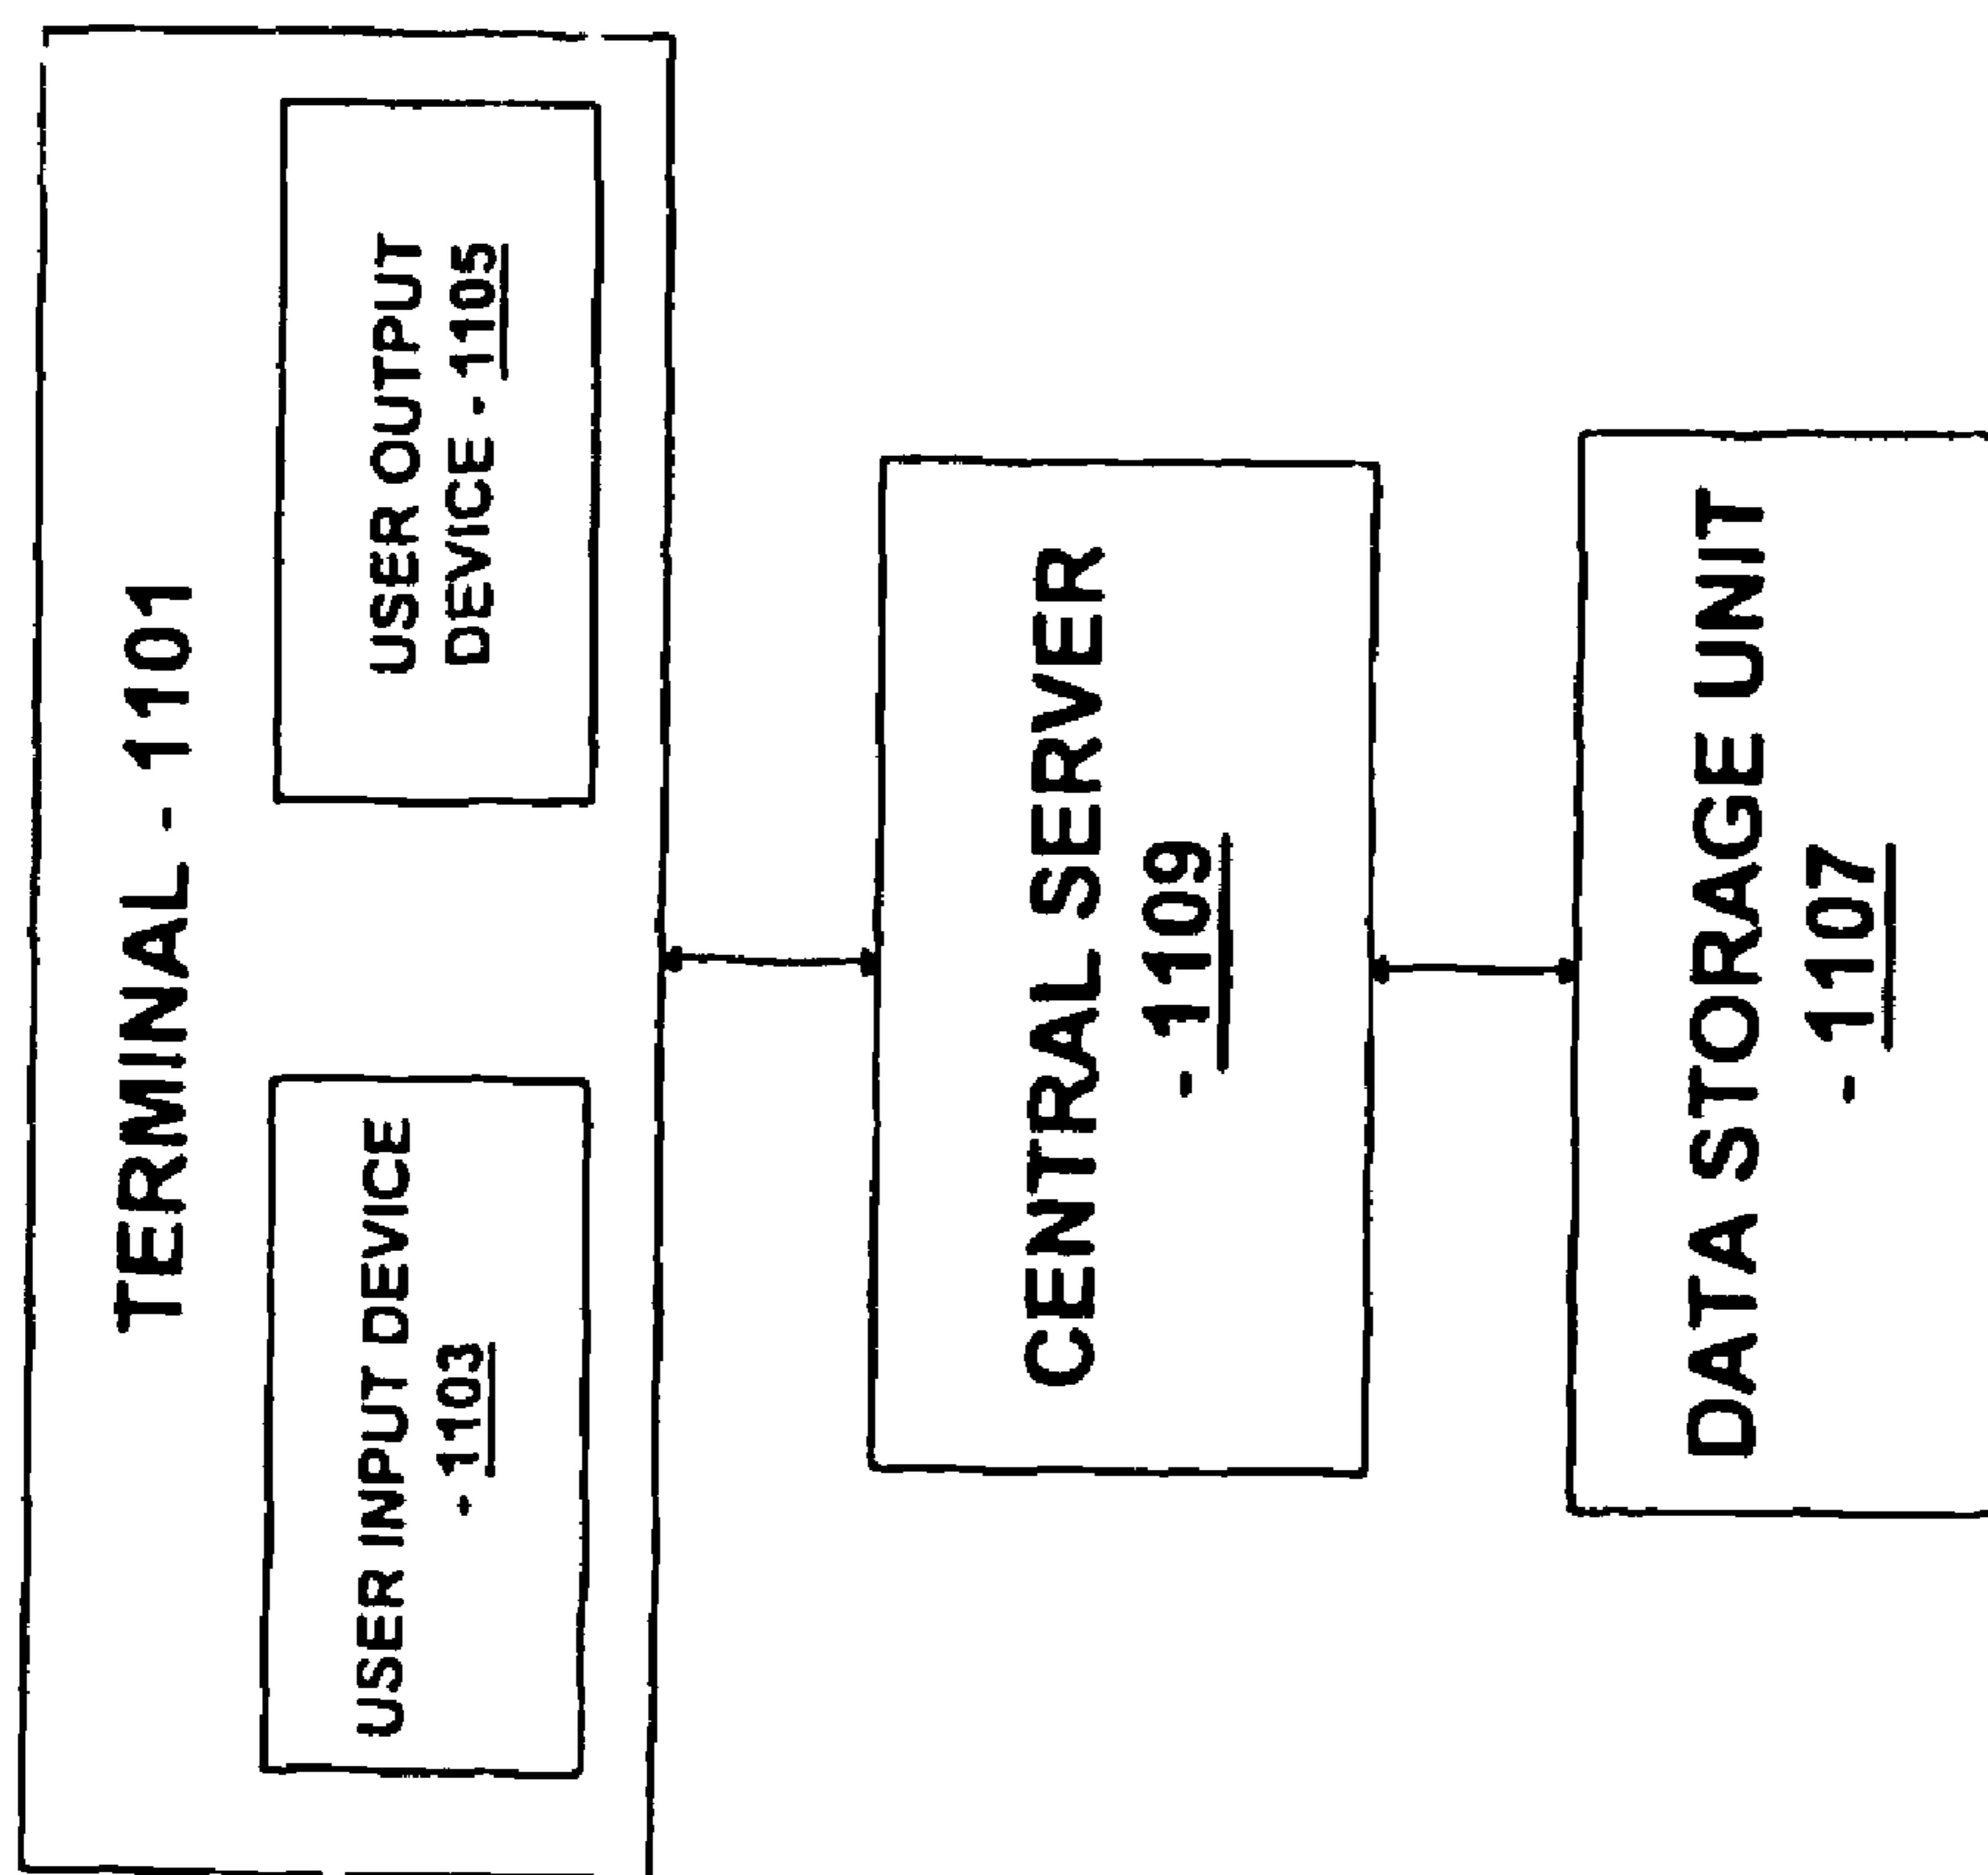 TERMINAL - 1101
USER INPUT DEVICE
- 1103
USER OUTPUT
DEVICE - 1105
CENTRAL SERVER
- 1109
DATA STORAGE UNIT
- 1107